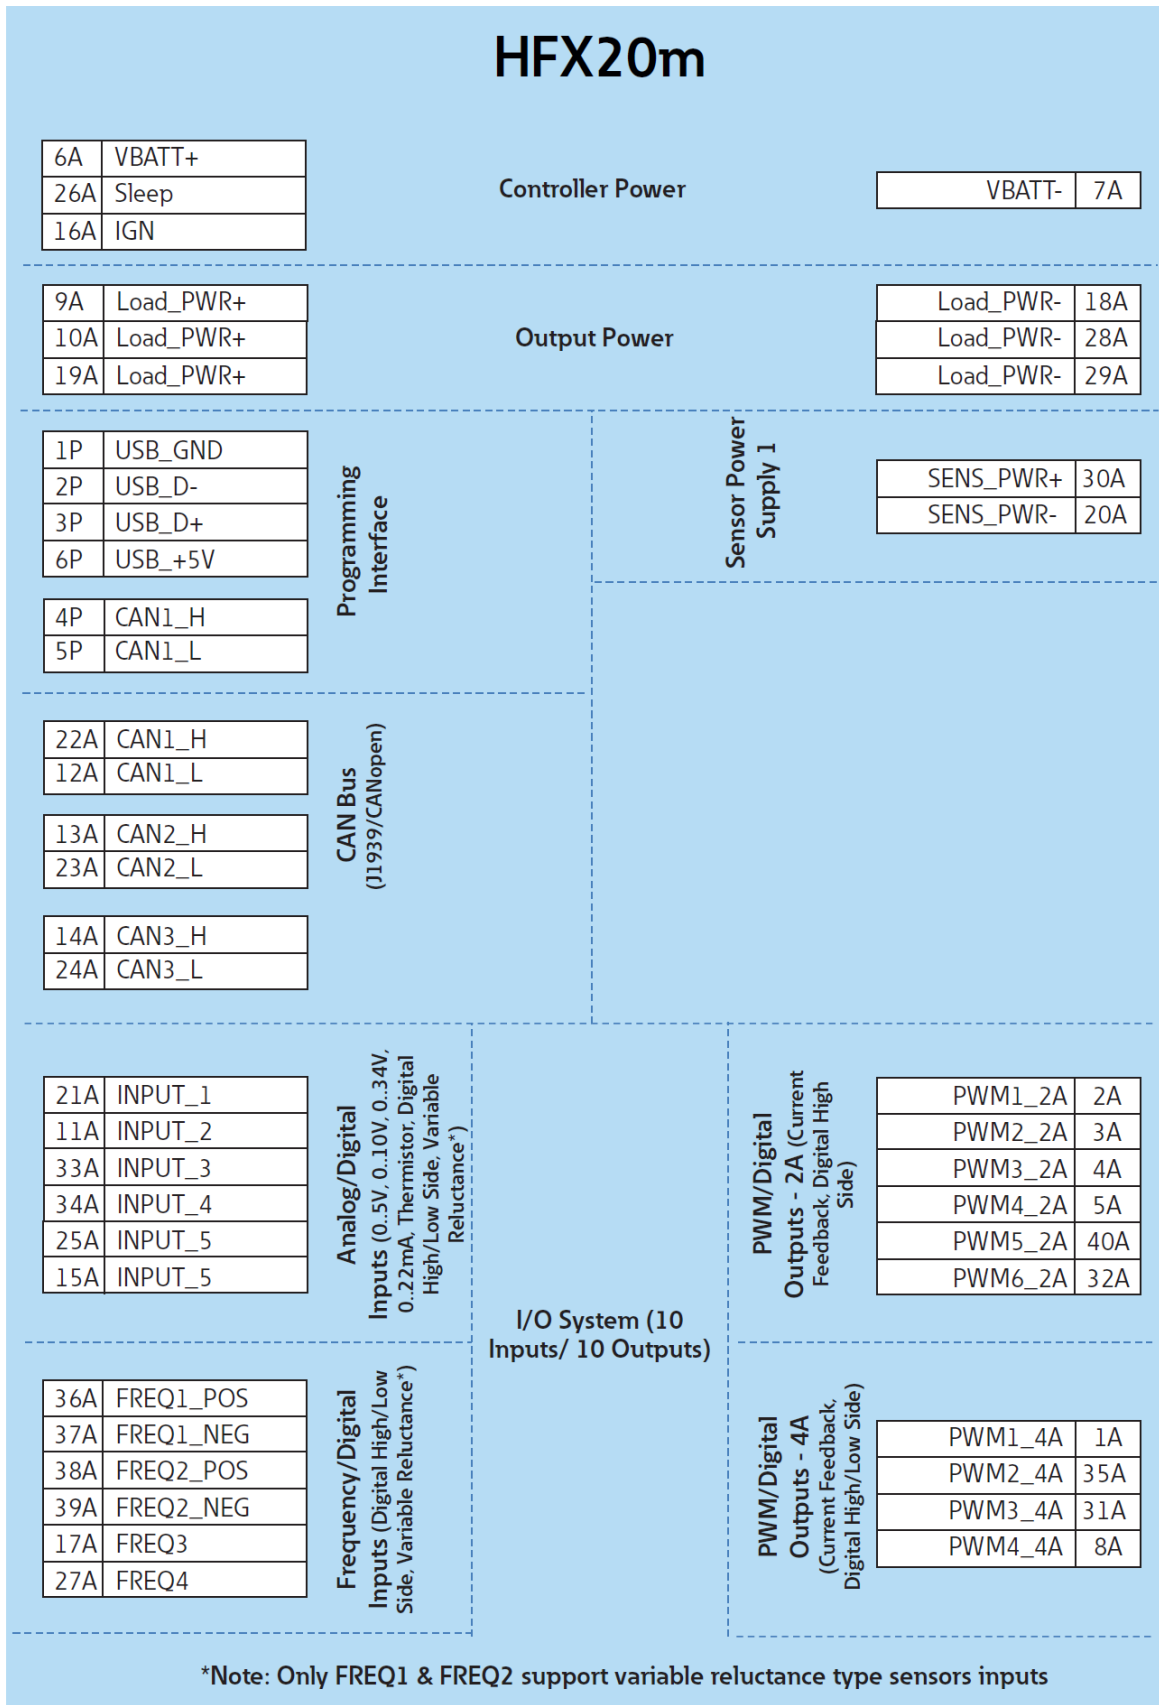 HFX20m
6A VBATT+
26A Sleep
16A IGN
Controller Power
VBATT- 7A
9A Load_PWR+
10A Load_PWR+
19A Load_PWR+
Output Power
Load_PWR- 18A
Load_PWR- 28A
Load_PWR- 29A
1P USB_GND
2P USB_D-
3P USB_D+
6P USB_+5V
4P CAN1_H
5P CAN1_L
Programming
Interface
Sensor Power
Supply 1
SENS_PWR+ 30A
SENS_PWR- 20A
22A CAN1_H
12A CAN1_L
13A CAN2_H
23A CAN2_L
14A CAN3_H
24A CAN3_L
CAN Bus
(J1939/CANopen)
21A INPUT_1
11A INPUT_2
33A INPUT_3
34A INPUT_4
25A INPUT_5
15A INPUT_5
Analog/Digital
Inputs (0..5V, 0..10V, 0..34V,
0..22mA, Thermistor, Digital
High/Low Side, Variable
Reluctance*)
I/O System (10
Inputs/ 10 Outputs)
PWM/Digital
Outputs - 2A (Current
Feedback, Digital High
Side)
PWM1_2A 2A
PWM2_2A 3A
PWM3_2A 4A
PWM4_2A 5A
PWM5_2A 40A
PWM6_2A 32A
36A FREQ1_POS
37A FREQ1_NEG
38A FREQ2_POS
39A FREQ2_NEG
17A FREQ3
27A FREQ4
Frequency/Digital
Inputs (Digital High/Low
Side, Variable Reluctance*)
PWM/Digital
Outputs - 4A
(Current Feedback,
Digital High/Low Side)
PWM1_4A 1A
PWM2_4A 35A
PWM3_4A 31A
PWM4_4A 8A
*Note: Only FREQ1 & FREQ2 support variable reluctance type sensors inputs